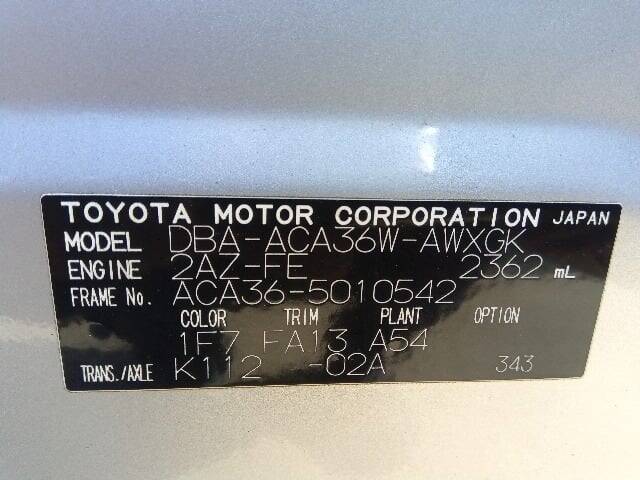 TOYOTA MOTOR CORPORATION JAPAN
MODEL DBA-ACA36W-AWXGK
ENGINE 2AZ-FE 2362 mL
FRAME No. ACA36-5010542
COLOR TRIM PLANT OPTION
1F7 FA13 A54
TRANS./AXLE K112 -02A 343